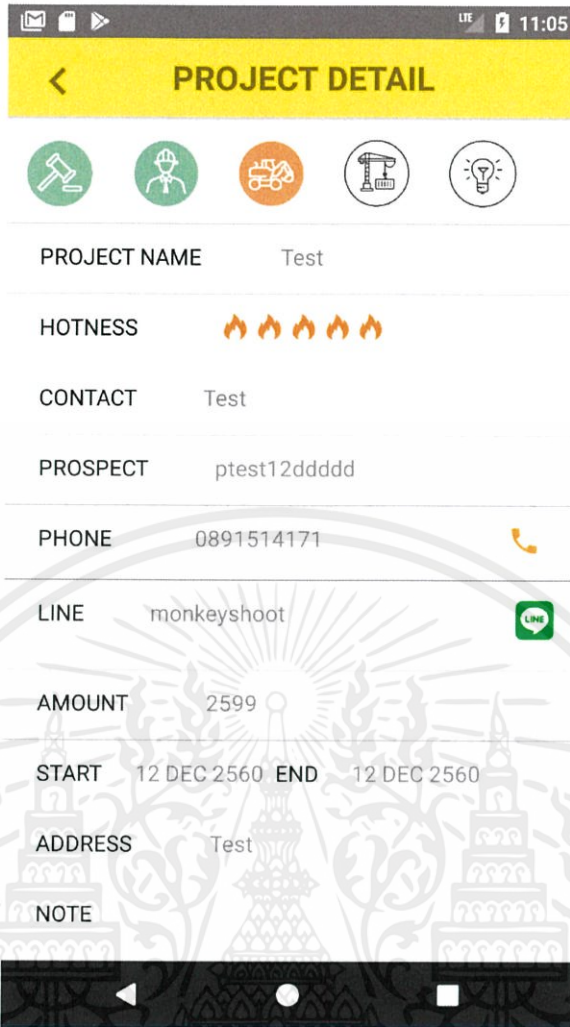 LTE 11:05
PROJECT DETAIL
PROJECT NAME Test
HOTNESS
CONTACT Test
PROSPECT ptest12ddddd
PHONE 0891514171
LINE monkeyshoot LINE
AMOUNT 2599
START 12 DEC 2560 END 12 DEC 2560
ADDRESS Test
NOTE